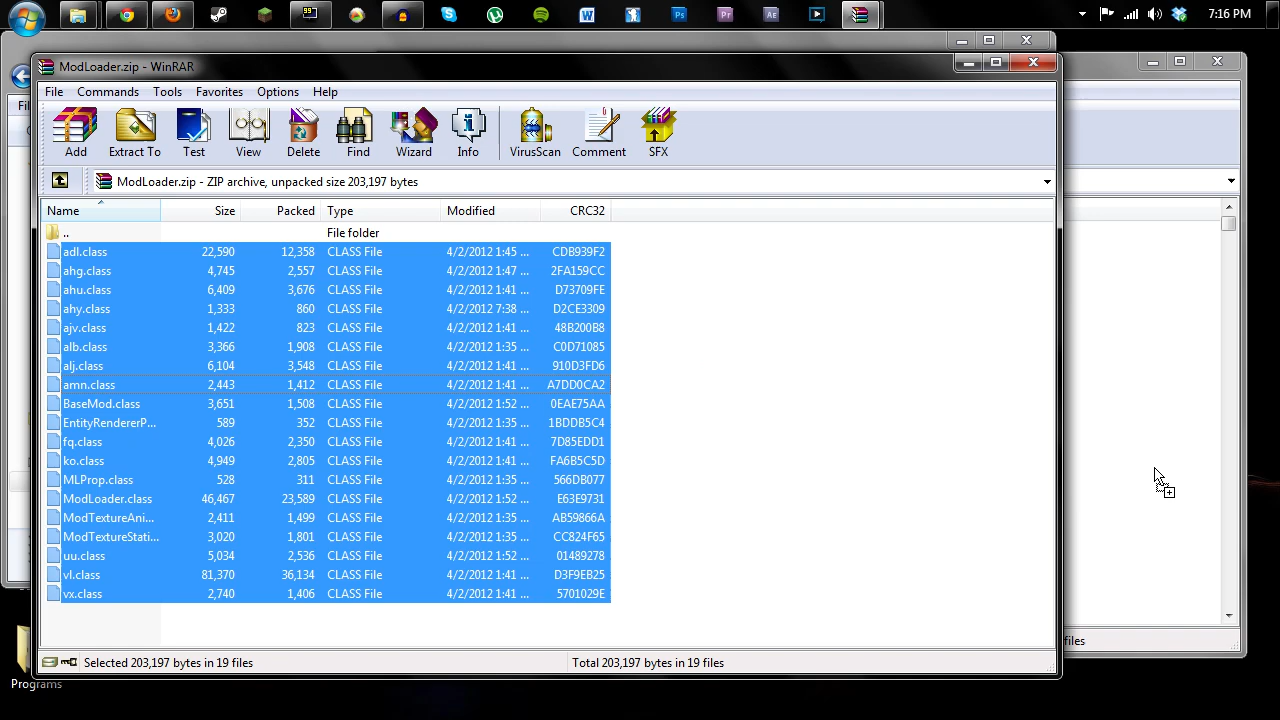 7:16 PM
ModLoader.zip - WinRAR
File Commands Tools Favorites Options Help
Add Extract To Test View Delete Find Wizard Info VirusScan Comment SFX
ModLoader.zip - ZIP archive, unpacked size 203,197 bytes
Name Size Packed Type Modified CRC32
.. File folder
adl.class 22,590 12,358 CLASS File 4/2/2012 1:45 ... CDB939F2
ahg.class 4,745 2,557 CLASS File 4/2/2012 1:47 ... 2FA159CC
ahu.class 6,409 3,676 CLASS File 4/2/2012 1:41 ... D73709FE
ahy.class 1,333 860 CLASS File 4/2/2012 7:38 ... D2CE3309
ajv.class 1,422 823 CLASS File 4/2/2012 1:41 ... 48B200B8
alb.class 3,366 1,908 CLASS File 4/2/2012 1:35 ... C0D71085
alj.class 6,104 3,548 CLASS File 4/2/2012 1:41 ... 910D3FD6
amn.class 2,443 1,412 CLASS File 4/2/2012 1:41 ... A7DD0CA2
BaseMod.class 3,651 1,508 CLASS File 4/2/2012 1:52 ... 0EAE75AA
EntityRendererP... 589 352 CLASS File 4/2/2012 1:35 ... 1BDDB5C4
fq.class 4,026 2,350 CLASS File 4/2/2012 1:41 ... 7D85EDD1
ko.class 4,949 2,805 CLASS File 4/2/2012 1:41 ... FA6B5C5D
MLProp.class 528 311 CLASS File 4/2/2012 1:35 ... 566DB077
ModLoader.class 46,467 23,589 CLASS File 4/2/2012 1:52 ... E63E9731
ModTextureAni... 2,411 1,499 CLASS File 4/2/2012 1:35 ... AB59866A
ModTextureStati... 3,020 1,801 CLASS File 4/2/2012 1:35 ... CC824F65
uu.class 5,034 2,536 CLASS File 4/2/2012 1:52 ... 01489278
vl.class 81,370 36,134 CLASS File 4/2/2012 1:41 ... D3F9EB25
vx.class 2,740 1,406 CLASS File 4/2/2012 1:41 ... 5701029E
files
Selected 203,197 bytes in 19 files Total 203,197 bytes in 19 files
Programs